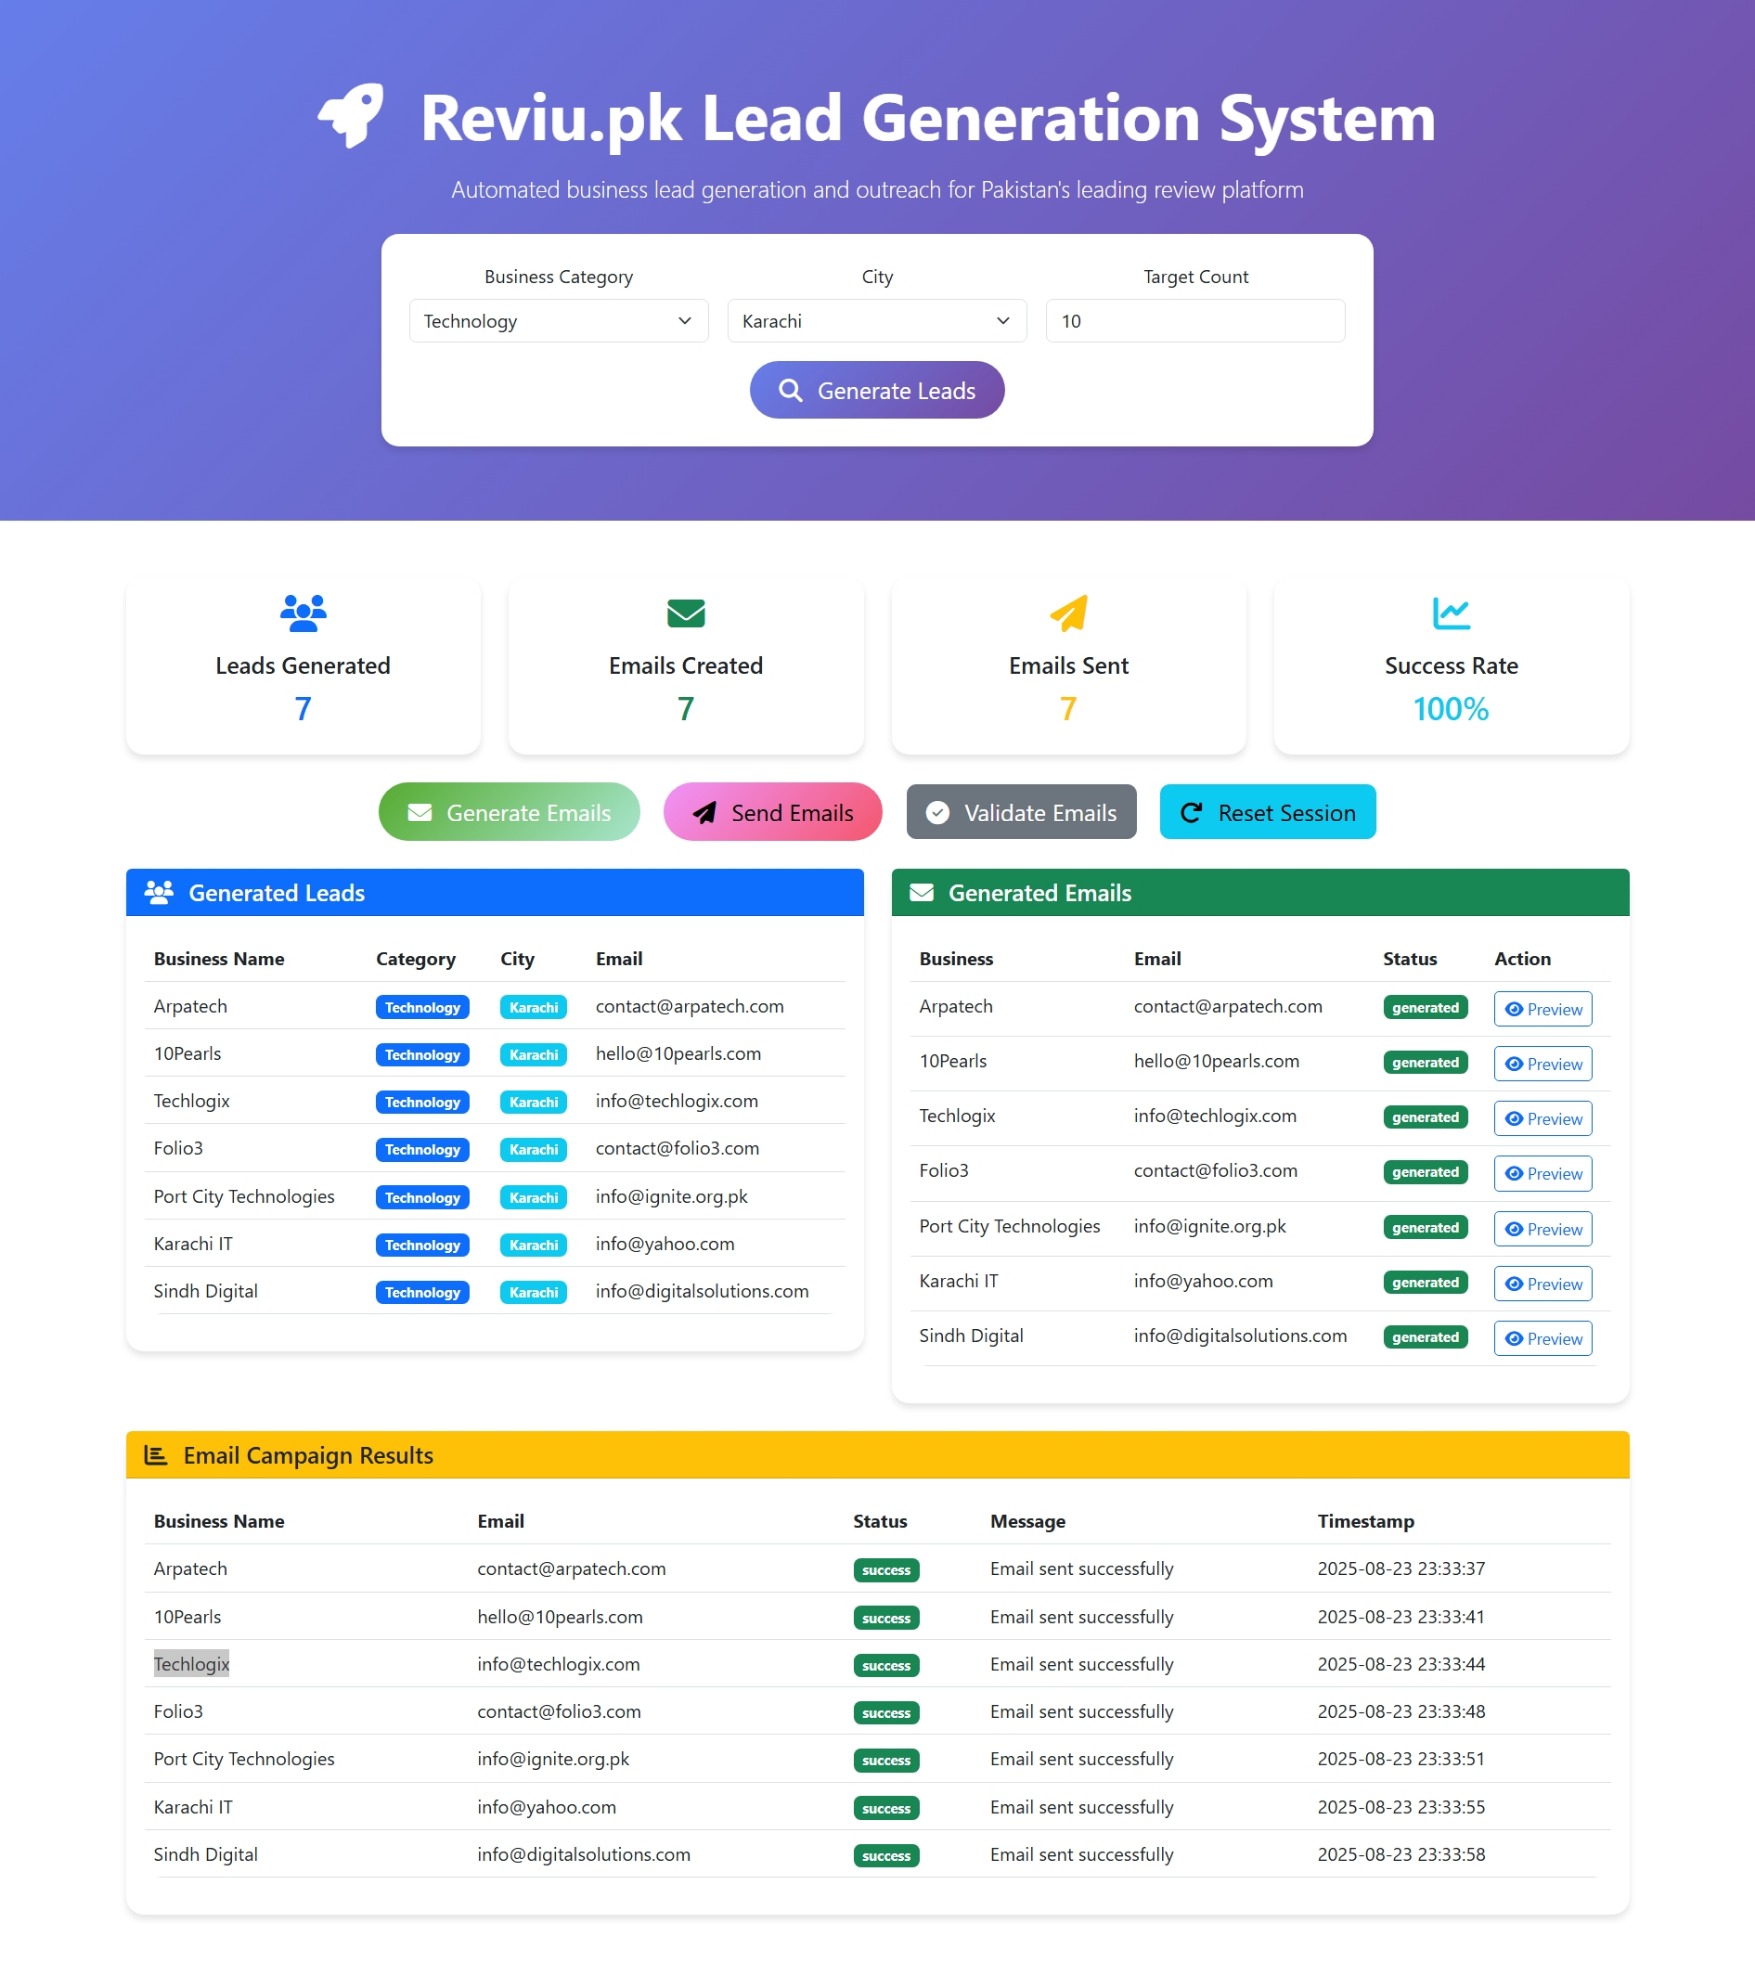 Reviu.pk Lead Generation System
Automated business lead generation and outreach for Pakistan's leading review platform
Business Category City Target Count
Technology Karachi 10
Generate Leads
Leads Generated
7
Emails Created
7
Emails Sent
7
Success Rate
100%
Generate Emails Send Emails Validate Emails Reset Session
Generated Leads
Business Name Category City Email
Arpatech Technology Karachi contact@arpatech.com
10Pearls Technology Karachi hello@10pearls.com
Techlogix Technology Karachi info@techlogix.com
Folio3 Technology Karachi contact@folio3.com
Port City Technologies Technology Karachi info@ignite.org.pk
Karachi IT Technology Karachi info@yahoo.com
Sindh Digital Technology Karachi info@digitalsolutions.com
Generated Emails
Business Email Status Action
Arpatech contact@arpatech.com generated Preview
10Pearls hello@10pearls.com generated Preview
Techlogix info@techlogix.com generated Preview
Folio3 contact@folio3.com generated Preview
Port City Technologies info@ignite.org.pk generated Preview
Karachi IT info@yahoo.com generated Preview
Sindh Digital info@digitalsolutions.com generated Preview
Email Campaign Results
Business Name Email Status Message Timestamp
Arpatech contact@arpatech.com success Email sent successfully 2025-08-23 23:33:37
10Pearls hello@10pearls.com success Email sent successfully 2025-08-23 23:33:41
Techlogix info@techlogix.com success Email sent successfully 2025-08-23 23:33:44
Folio3 contact@folio3.com success Email sent successfully 2025-08-23 23:33:48
Port City Technologies info@ignite.org.pk success Email sent successfully 2025-08-23 23:33:51
Karachi IT info@yahoo.com success Email sent successfully 2025-08-23 23:33:55
Sindh Digital info@digitalsolutions.com success Email sent successfully 2025-08-23 23:33:58